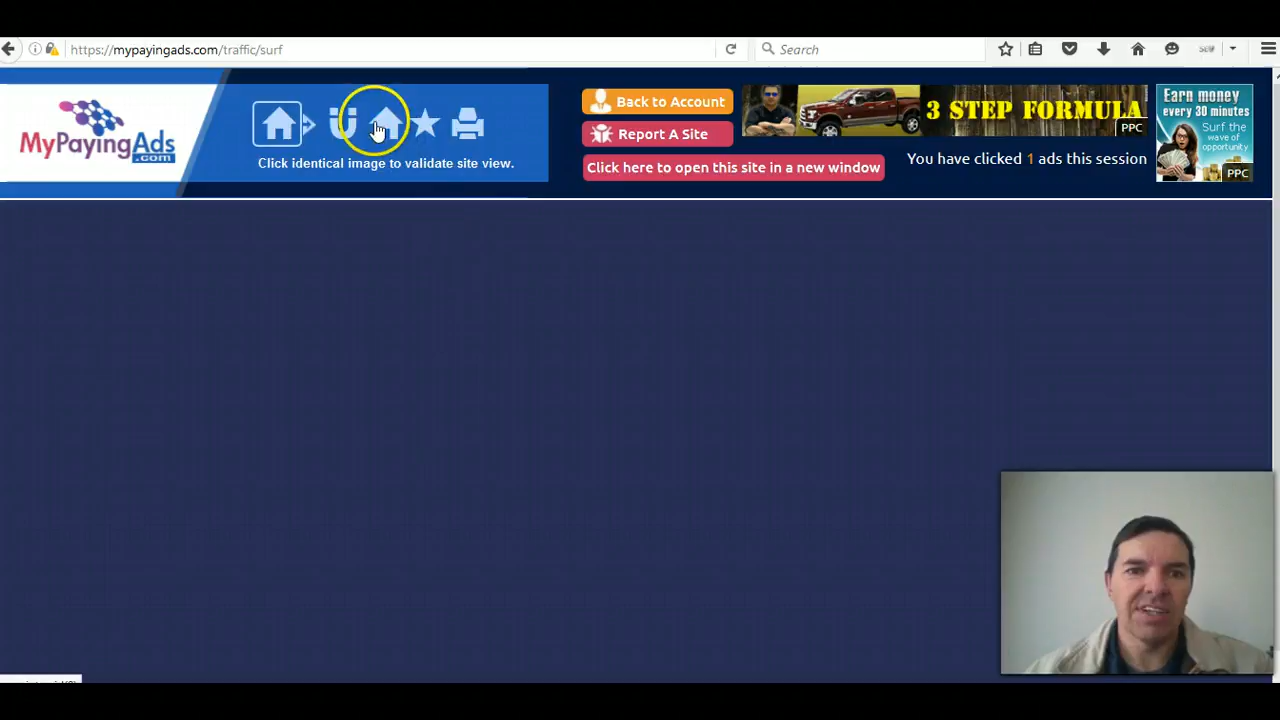 https://mypayingads.com/traffic/surf
Search
MyPayingAds
.com
Click identical image to validate site view.
Back to Account
Report A Site
Click here to open this site in a new window
3 STEP FORMULA
PPC
You have clicked 1 ads this session
Earn money
every 30 minutes
Surf the
wave of
opportunity
PPC